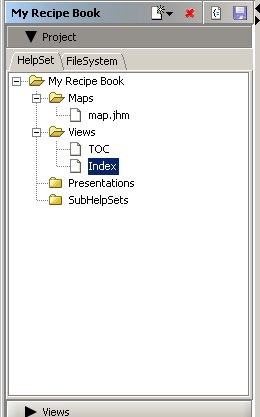 My Recipe Book
Project
HelpSet FileSystem
My Recipe Book
Maps
map.jhm
Views
TOC
Index
Presentations
SubHelpSets
Views